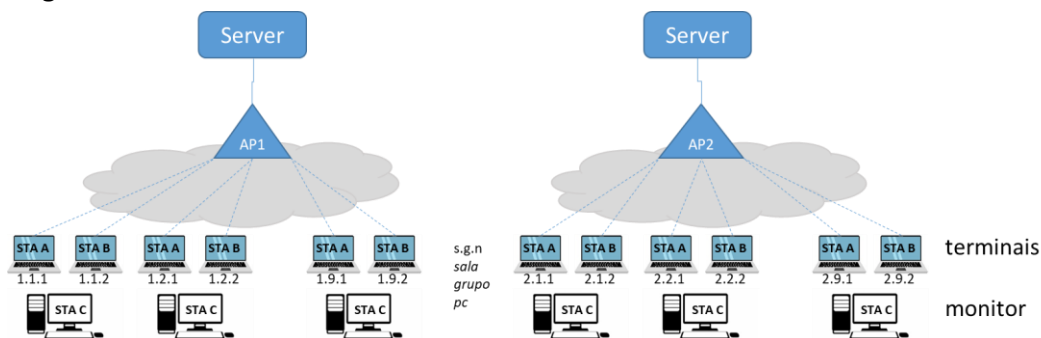 Server Server
AP1 AP2
STA A STA B STA A STA B STA A STA B s.g.n STA A STA B STA A STA B STA A STA B terminais
1.1.1 1.1.2 1.2.1 1.2.2 1.9.1 1.9.2 sala 2.1.1 2.1.2 2.2.1 2.2.2 2.9.1 2.9.2
grupo
STA C STA C STA C pc STA C STA C STA C monitor